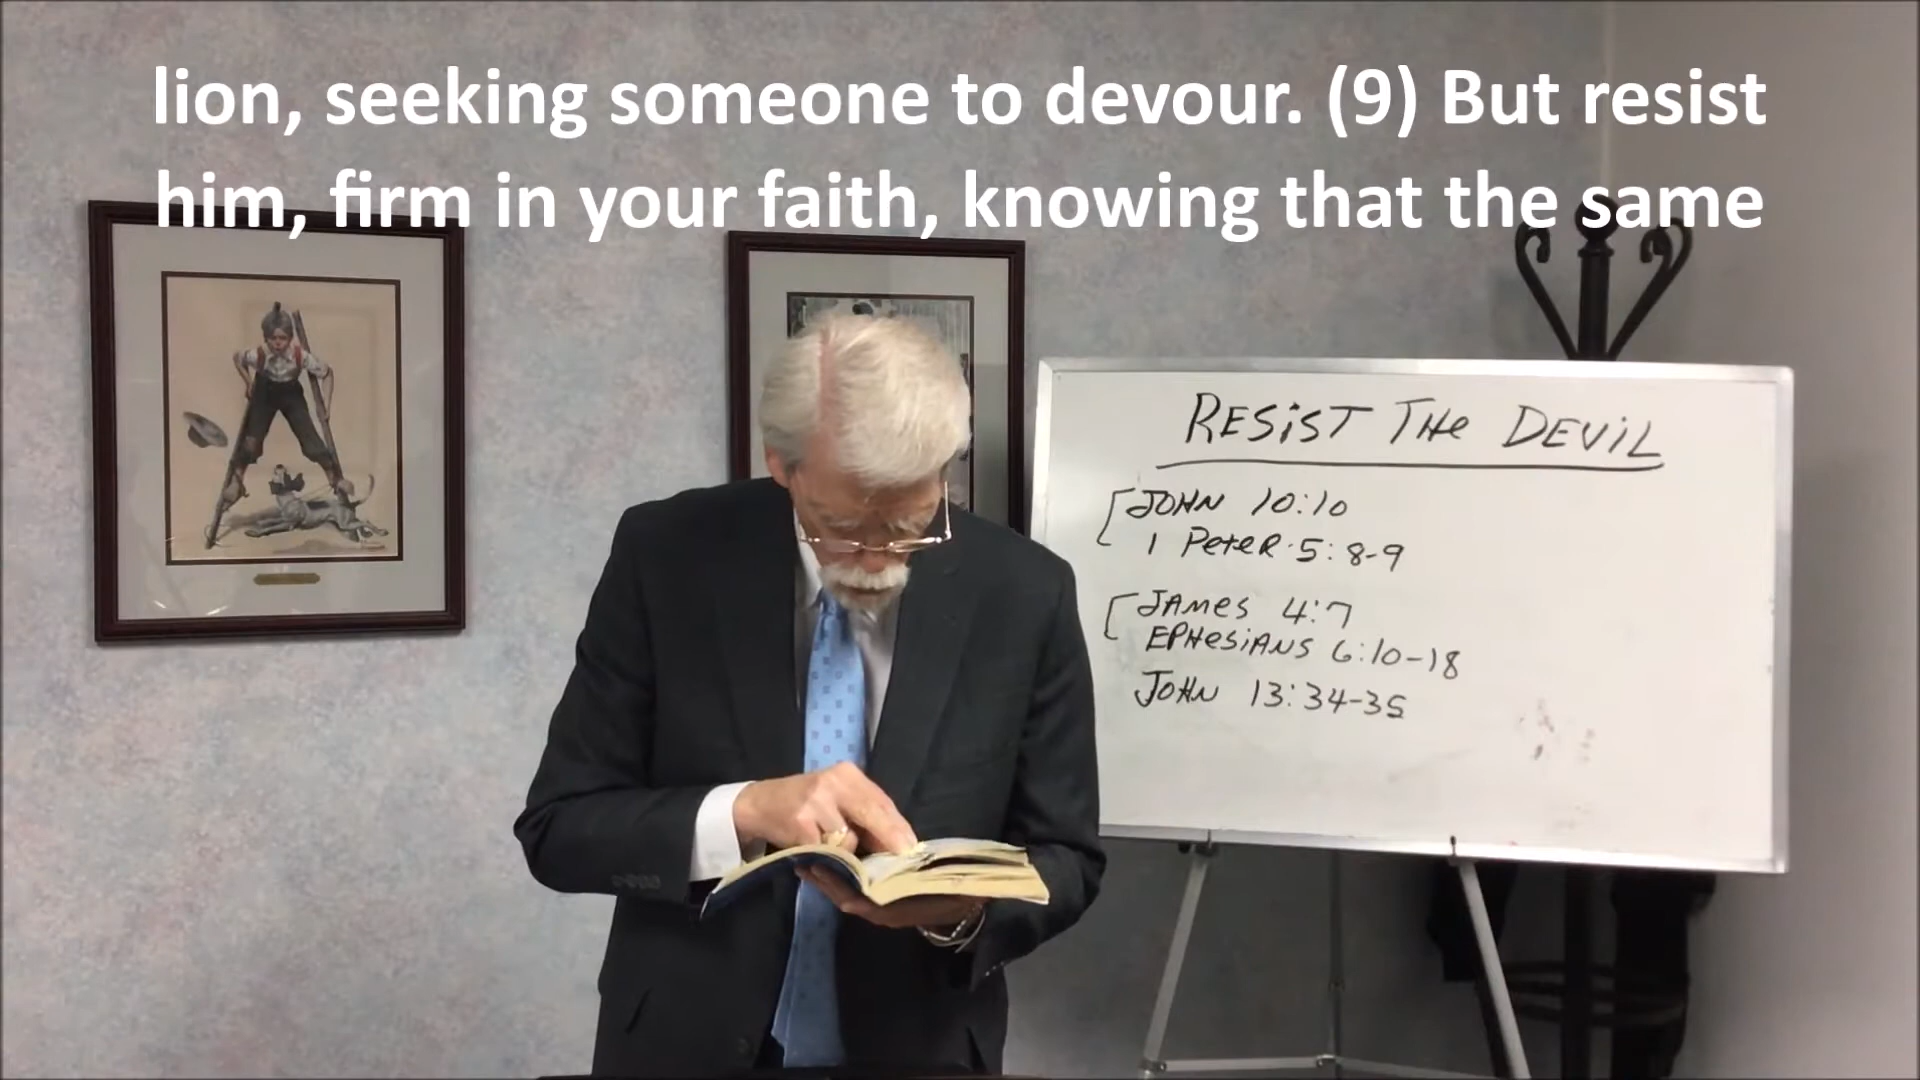 lion, seeking someone to devour. (9) But resist
him, firm in your faith, knowing that the same
RESIST THE DEVIL
JOHN 10:10
1 PETER 5:8-9
JAMES 4:7
EPHESIANS 6:10-18
JOHN 13:34-35